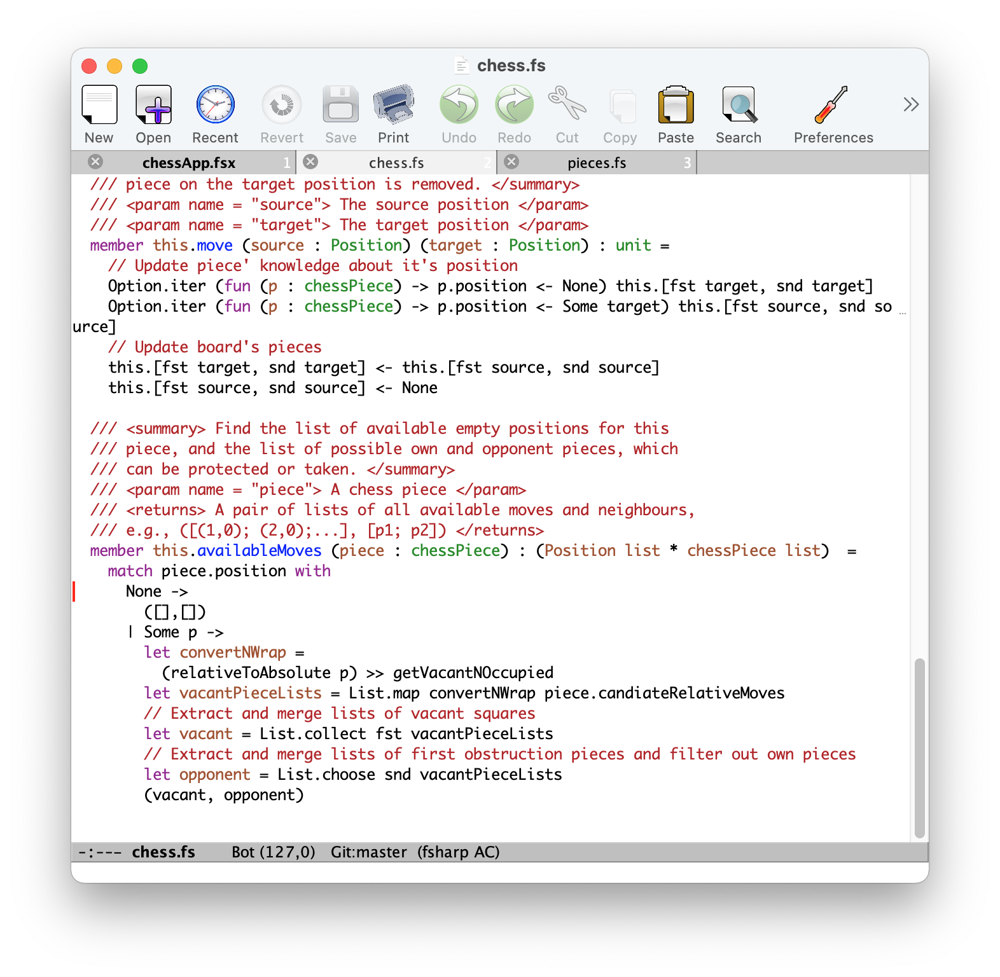 chess.fs
New Open Recent Revert Save Print Undo Redo Cut Copy Paste Search Preferences
chessApp.fsx 1 chess.fs 2 pieces.fs 3
/// piece on the target position is removed. </summary>
/// <param name = "source"> The source position </param>
/// <param name = "target"> The target position </param>
member this.move (source : Position) (target : Position) : unit =
// Update piece' knowledge about it's position
Option.iter (fun (p : chessPiece) -> p.position <- None) this.[fst target, snd target]
Option.iter (fun (p : chessPiece) -> p.position <- Some target) this.[fst source, snd so…
urce]
// Update board's pieces
this.[fst target, snd target] <- this.[fst source, snd source]
this.[fst source, snd source] <- None
/// <summary> Find the list of available empty positions for this
/// piece, and the list of possible own and opponent pieces, which
/// can be protected or taken. </summary>
/// <param name = "piece"> A chess piece </param>
/// <returns> A pair of lists of all available moves and neighbours,
/// e.g., ([(1,0); (2,0);...], [p1; p2]) </returns>
member this.availableMoves (piece : chessPiece) : (Position list * chessPiece list)  =
match piece.position with
None ->
([],[])
| Some p ->
let convertNWrap =
(relativeToAbsolute p) >> getVacantNOccupied
let vacantPieceLists = List.map convertNWrap piece.candiateRelativeMoves
// Extract and merge lists of vacant squares
let vacant = List.collect fst vacantPieceLists
// Extract and merge lists of first obstruction pieces and filter out own pieces
let opponent = List.choose snd vacantPieceLists
(vacant, opponent)
-:--- chess.fs Bot (127,0) Git:master (fsharp AC)